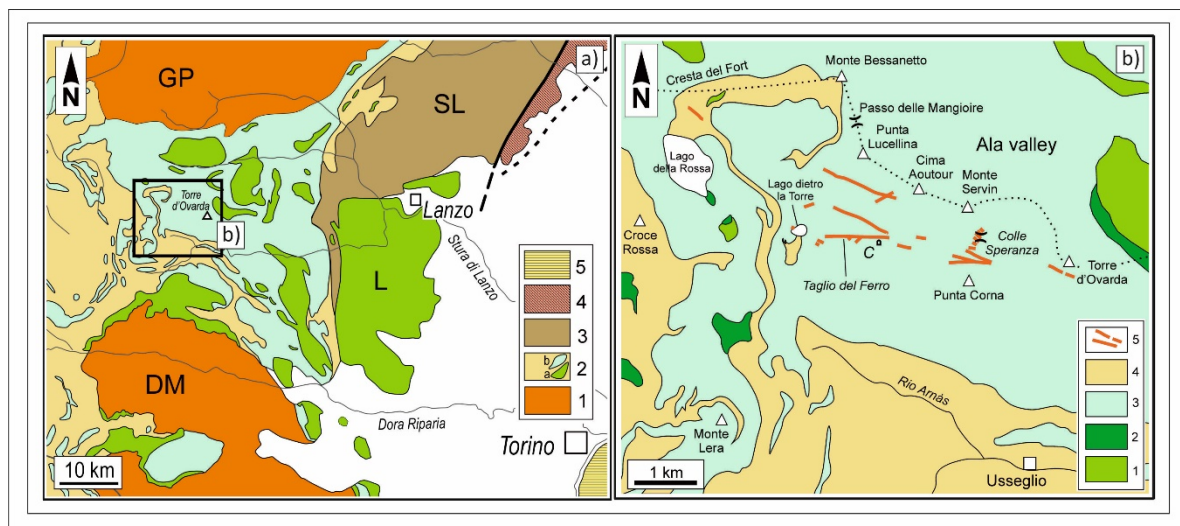 GP
a)
N
SL
Torre
d'Ovarda
b)
Lanzo
Stura di Lanzo
L
5
4
3
b
a
2
1
DM
Dora Riparia
Torino
10 km
N
Cresta del Fort
Monte Bessanetto
b)
Passo delle Mangioire
Punta
Lucellina
Ala valley
Lago
della Rossa
Cima
Aoutour
Monte
Servin
Lago dietro
la Torre
Croce
Rossa
C
Colle
Speranza
Taglio del Ferro
Torre
d'Ovarda
Punta Corna
5
4
3
2
1
Rio Arnàs
Monte
Lera
Usseglio
1 km